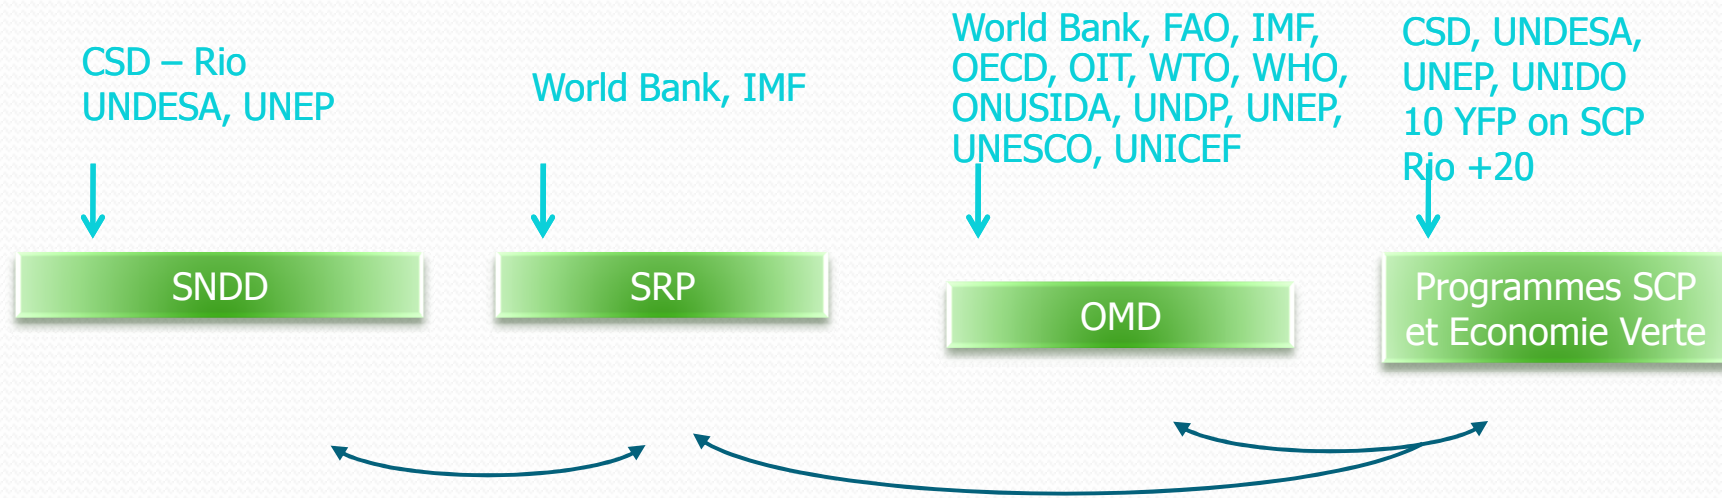 CSD – Rio
UNDESA, UNEP
World Bank, IMF
World Bank, FAO, IMF,
OECD, OIT, WTO, WHO,
ONUSIDA, UNDP, UNEP,
UNESCO, UNICEF
CSD, UNDESA,
UNEP, UNIDO
10 YFP on SCP
Rio +20
SNDD
SRP
OMD
Programmes SCP
et Economie Verte